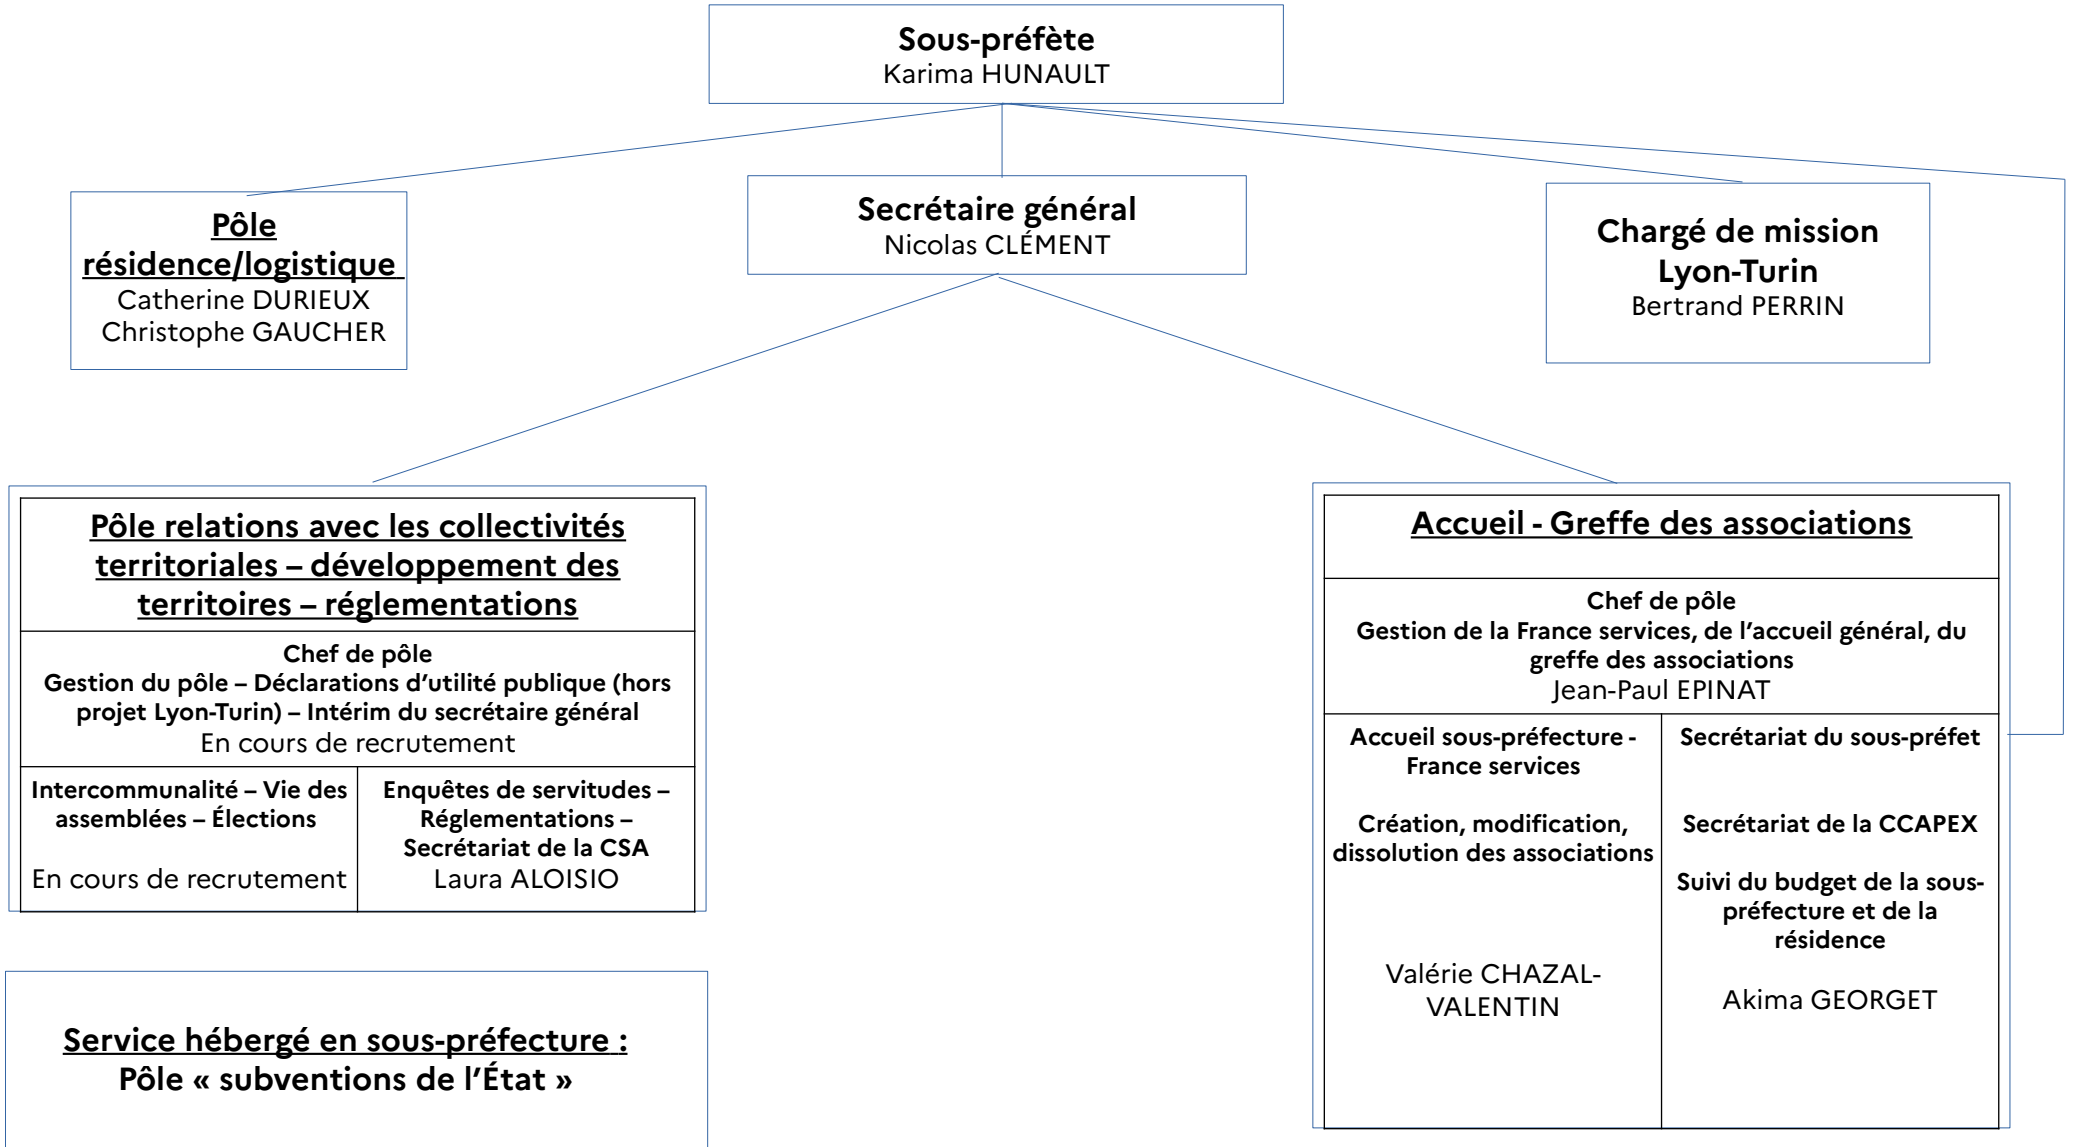 Sous-préfète
Karima HUNAULT
Pôle
résidence/logistique
Catherine DURIEUX
Christophe GAUCHER
Secrétaire général
Nicolas CLÉMENT
Chargé de mission
Lyon-Turin
Bertrand PERRIN
Pôle relations avec les collectivités
territoriales – développement des
territoires – réglementations
Chef de pôle
Gestion du pôle – Déclarations d’utilité publique (hors
projet Lyon-Turin) – Intérim du secrétaire général
En cours de recrutement
Intercommunalité – Vie des
assemblées – Élections
En cours de recrutement
Enquêtes de servitudes –
Réglementations –
Secrétariat de la CSA
Laura ALOISIO
Accueil - Greffe des associations
Chef de pôle
Gestion de la France services, de l’accueil général, du
greffe des associations
Jean-Paul EPINAT
Accueil sous-préfecture -
France services
Création, modification,
dissolution des associations
Valérie CHAZAL-
VALENTIN
Secrétariat du sous-préfet
Secrétariat de la CCAPEX
Suivi du budget de la sous-
préfecture et de la
résidence
Akima GEORGET
Service hébergé en sous-préfecture :
Pôle « subventions de l’État »